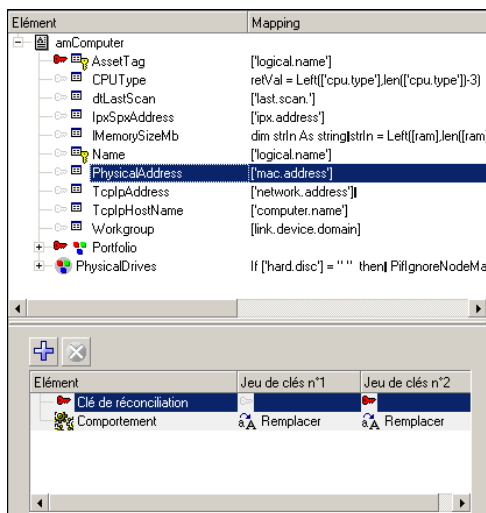 Elément Mapping
amComputer
AssetTag ['logical.name']
CPUType retVal = Left(['cpu.type'],len(['cpu.type'])-3)
dtLastScan ['last.scan.']
IpxSpxAddress ['ipx.address']
lMemorySizeMb dim strIn As string|strIn = Left([ram],len([ram
Name ['logical.name']
PhysicalAddress ['mac.address']
TcpIpAddress ['network.address']|
TcpIpHostName ['computer.name']
Workgroup [link.device.domain]
Portfolio
PhysicalDrives If ['hard.disc'] = " " then| PifIgnoreNodeMa
Elément Jeu de clés n°1 Jeu de clés n°2
Clé de réconciliation
Comportement Remplacer Remplacer